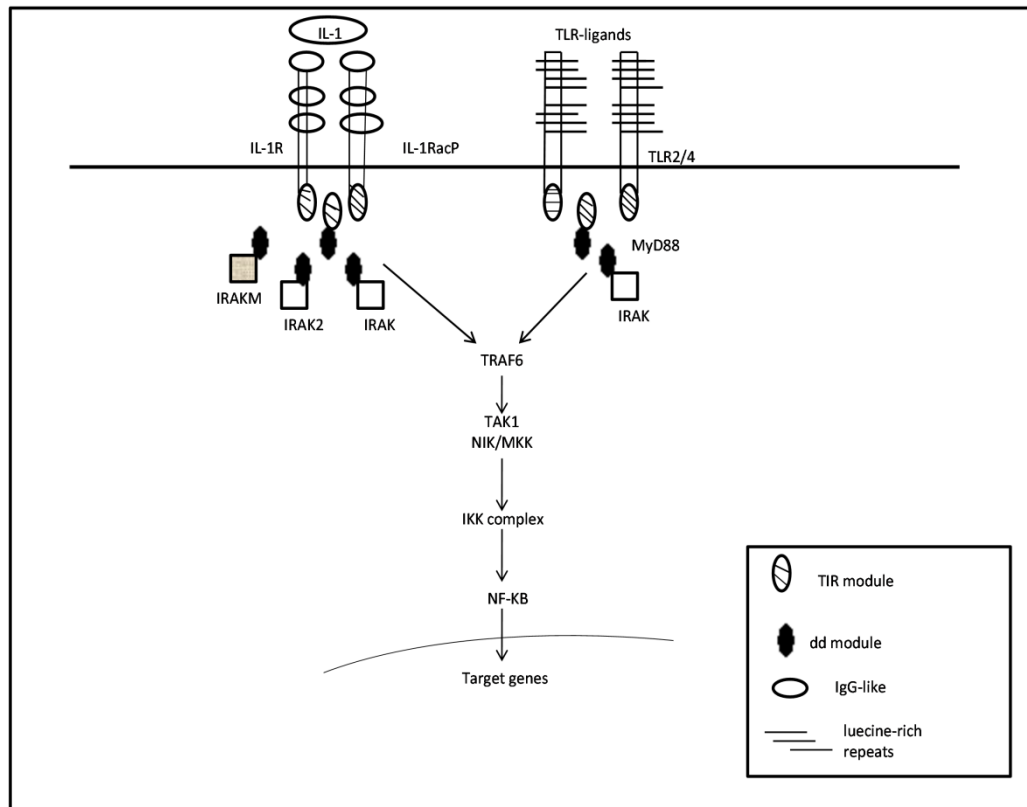 IL-1
TLR-ligands
IL-1R
IL-1RacP
TLR2/4
MyD88
IRAKM
IRAK2
IRAK
IRAK
TRAF6
TAK1
NIK/MKK
IKK complex
NF-KB
Target genes
TIR module
dd module
IgG-like
luecine-rich
repeats